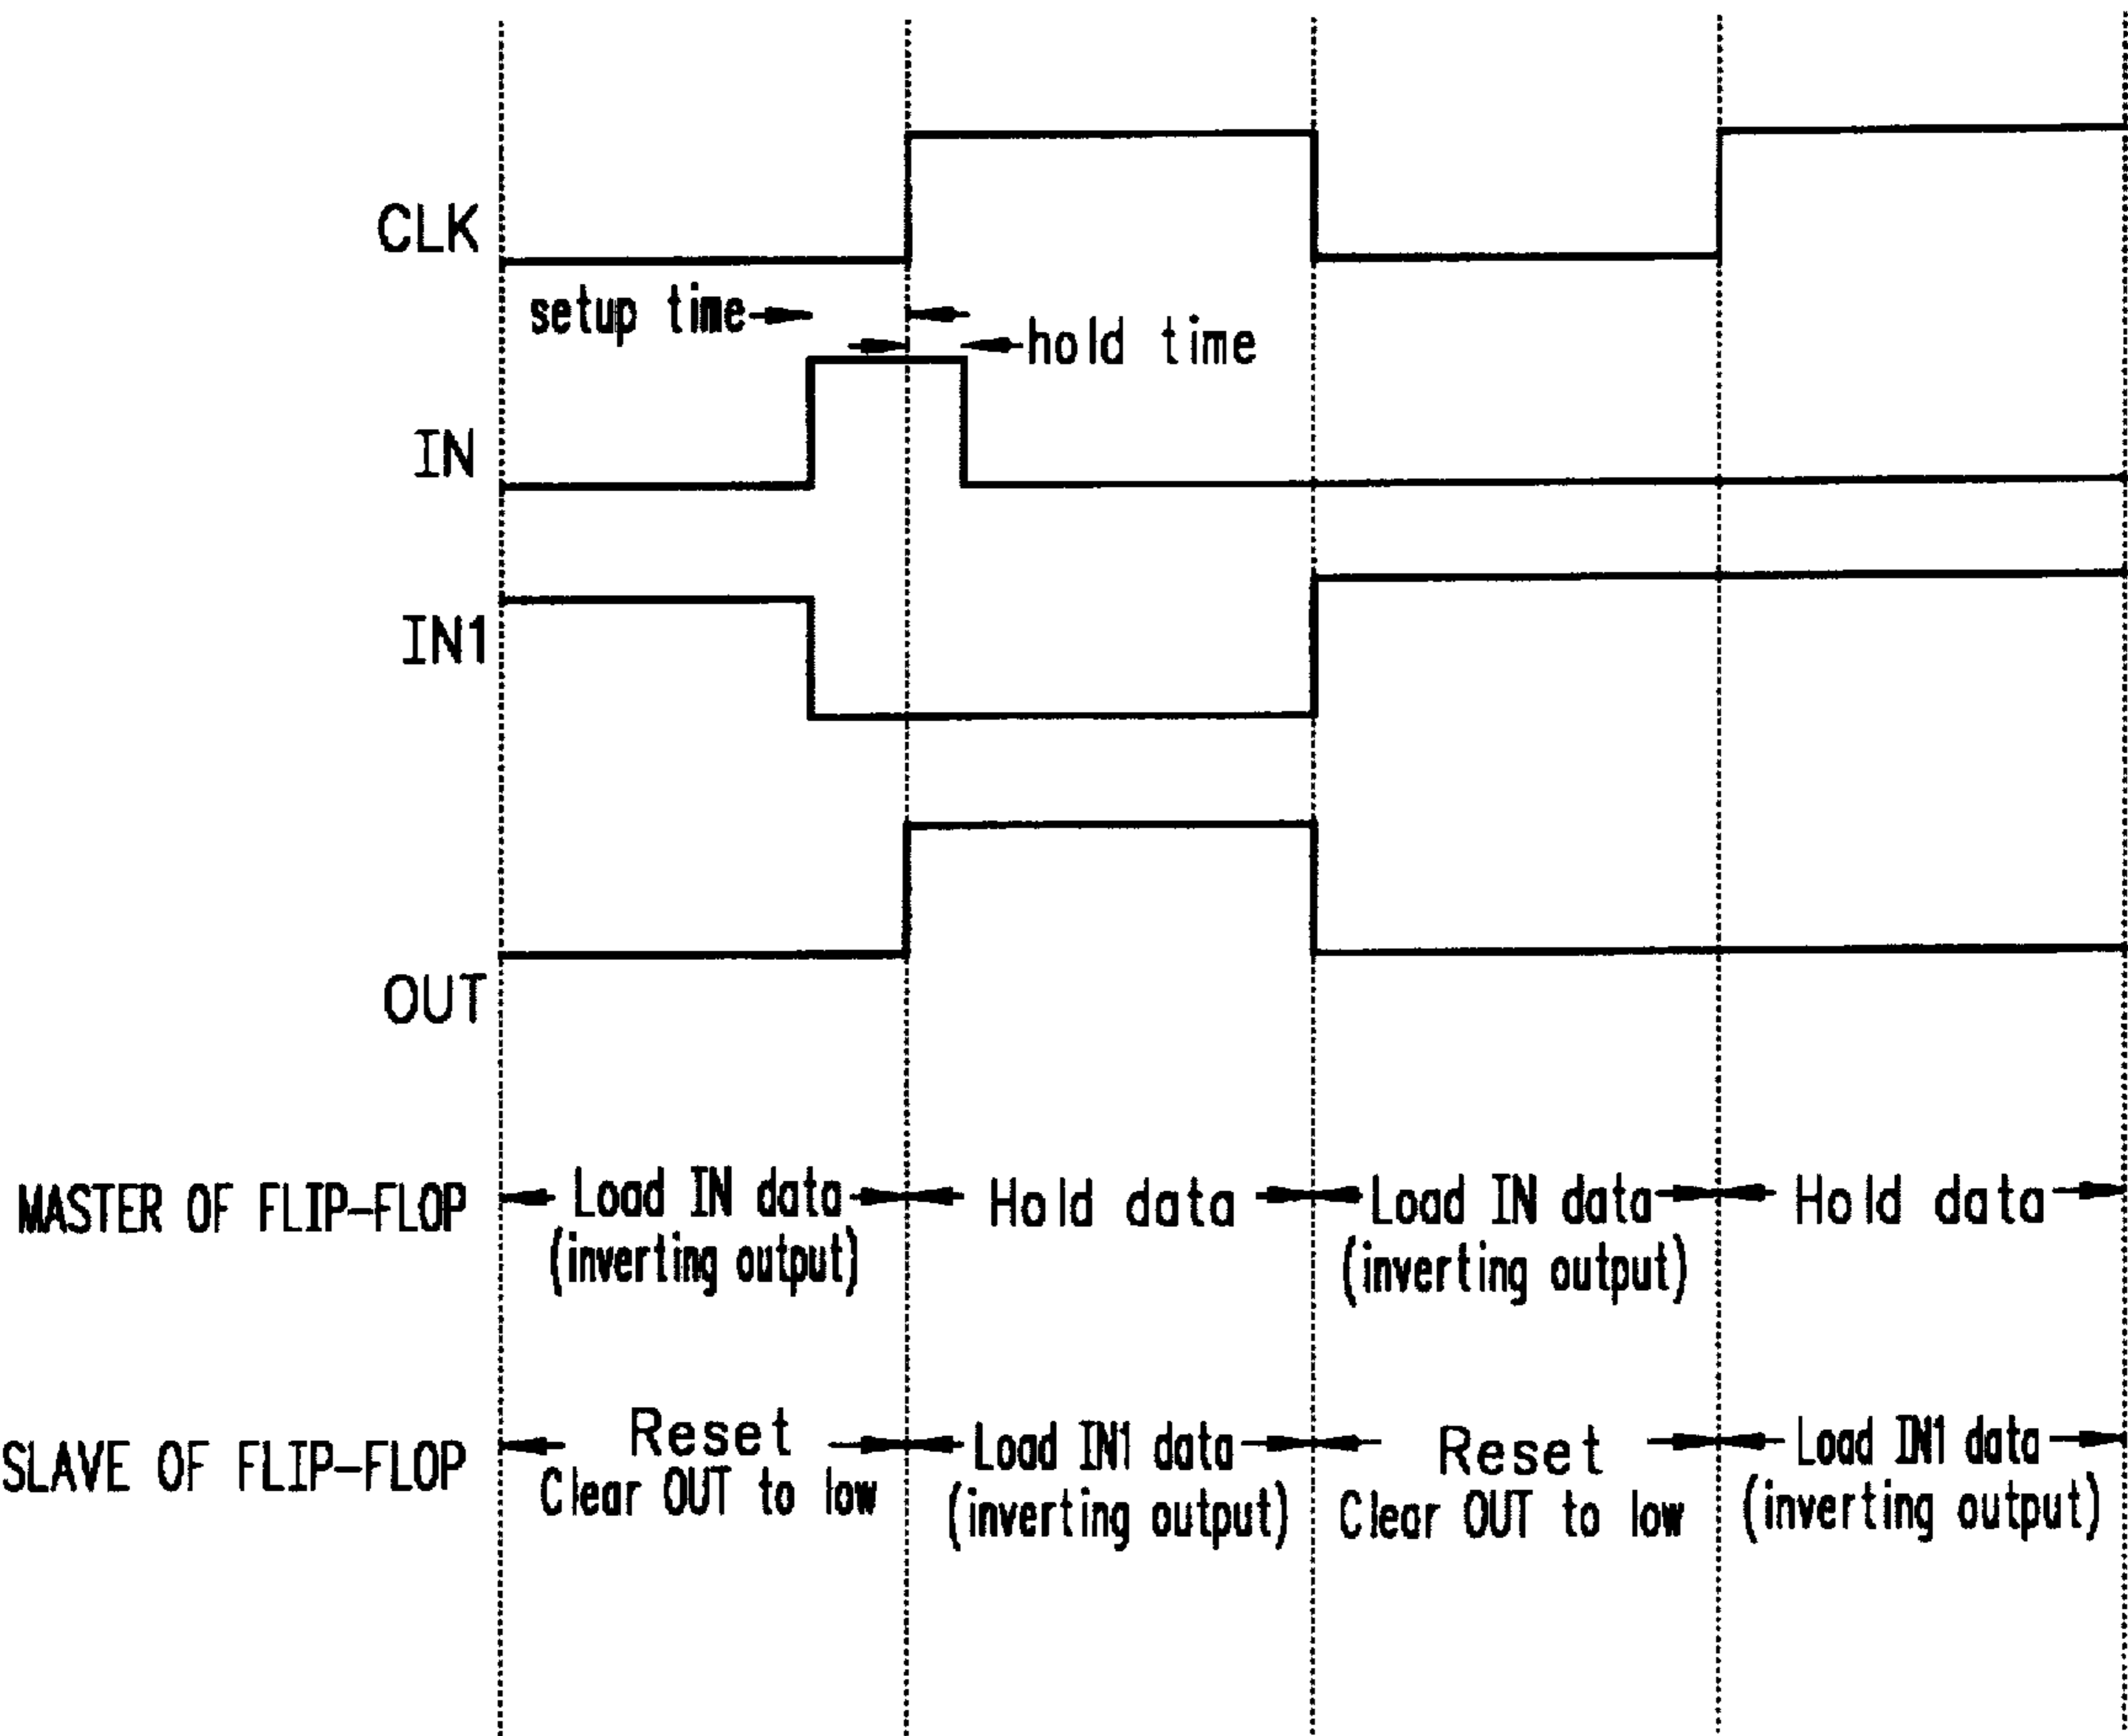 CLK
setup time
hold time
IN
IN1
OUT
MASTER OF FLIP-FLOP
Load IN data
(inverting output)
Hold data
Load IN data
(inverting output)
Hold data
SLAVE OF FLIP-FLOP
Reset
Clear OUT to low
Load IN1 data
(inverting output)
Reset
Clear OUT to low
Load IN1 data
(inverting output)